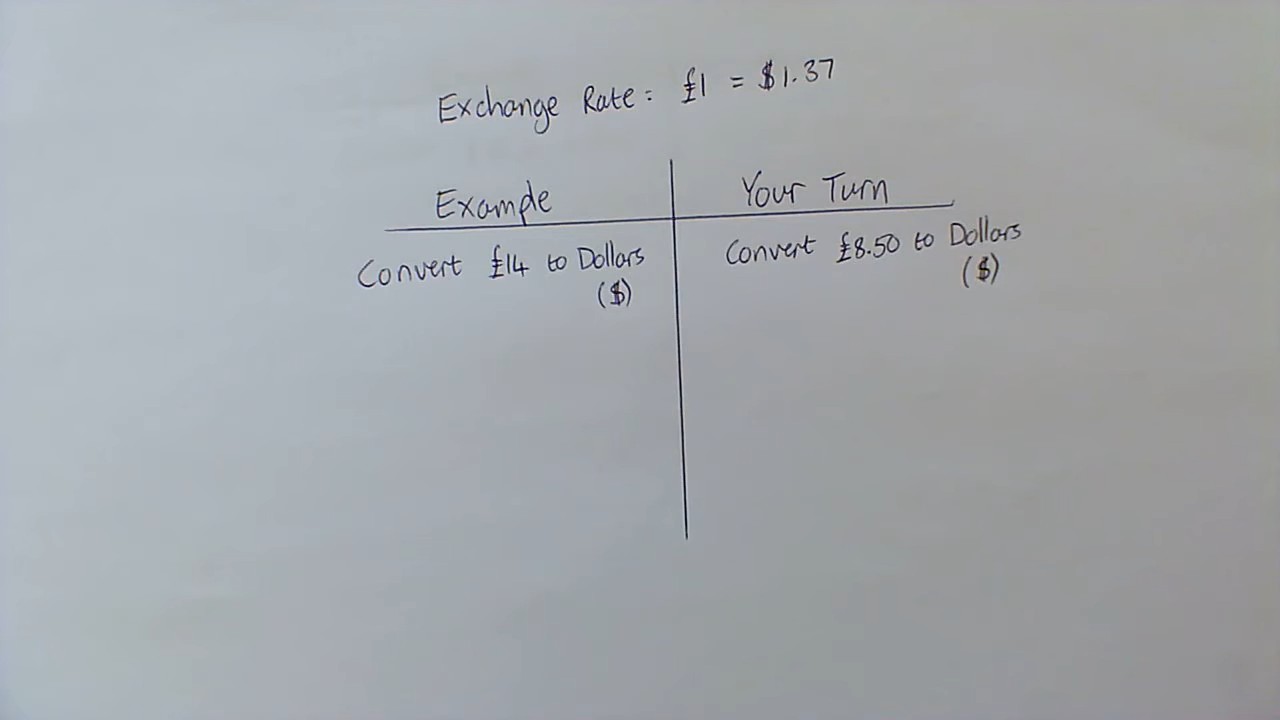 Exchange Rate: £1 = $1.37
Example
Your Turn
Convert £14 to Dollars
($)
Convert £8.50 to Dollars
($)